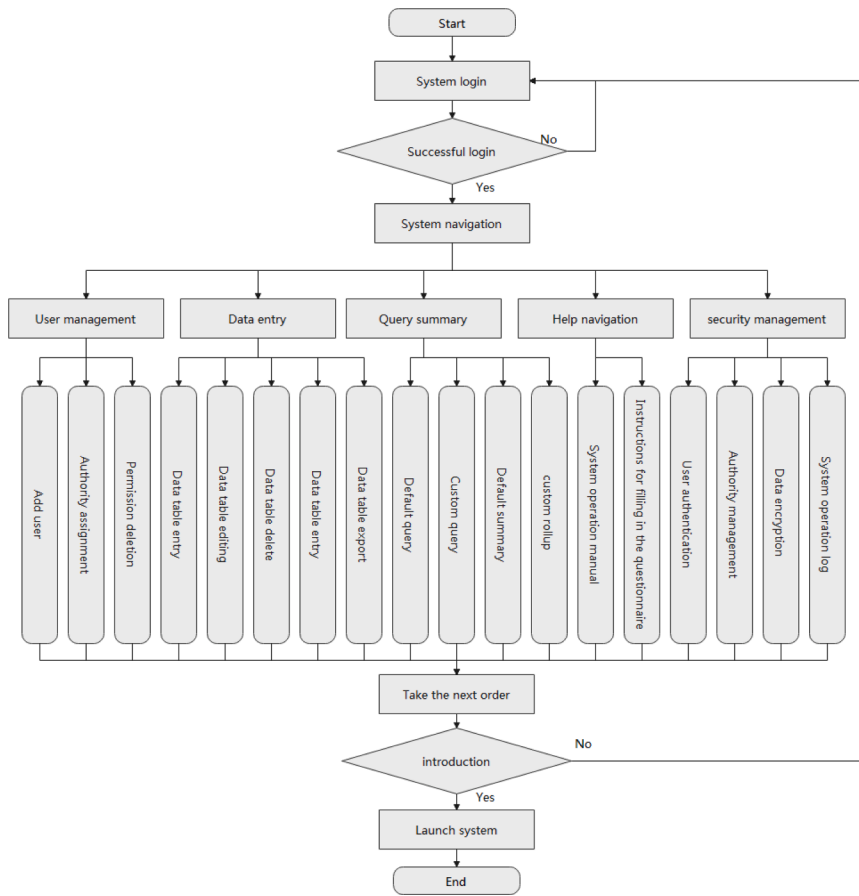 Start
System login
No
Successful login
Yes
System navigation
User management
Data entry
Query summary
Help navigation
security management
Add user
Authority assignment
Permission deletion
Data table entry
Data table editing
Data table delete
Data table entry
Data table export
Default query
Custom query
Default summary
custom rollup
System operation manual
Instructions for filling in the questionnaire
User authentication
Authority management
Data encryption
System operation log
Take the next order
No
introduction
Yes
Launch system
End